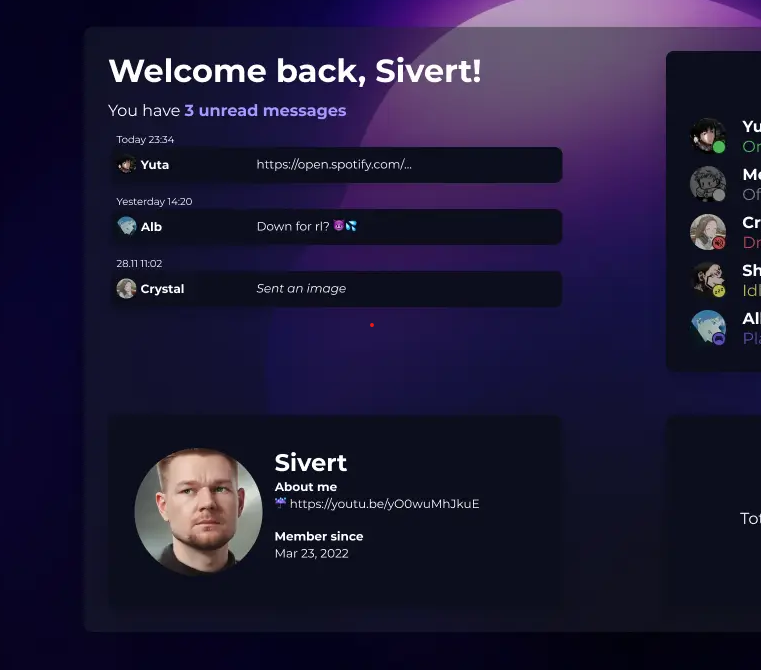 Welcome back, Sivert!
You have 3 unread messages
Today 23:34
Yuta https://open.spotify.com/...
Yesterday 14:20
Alb Down for rl? 😈💦
28.11 11:02
Crystal Sent an image
Sivert
About me
☔ https://youtu.be/yO0wuMhJkuE
Member since
Mar 23, 2022
Yu
Or
Me
Of
Cr
Dr
Sh
Idl
Al
Pla
Tot